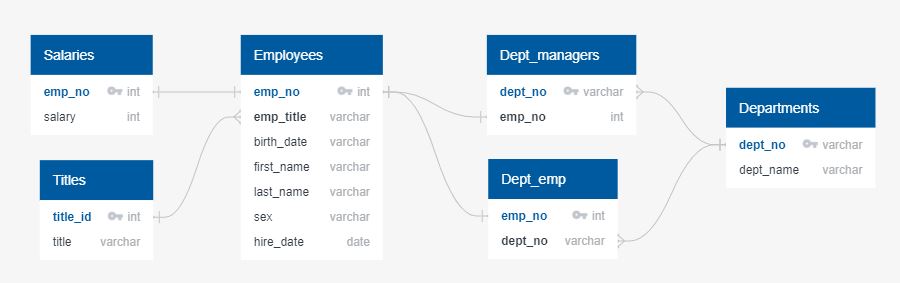 Salaries
emp_no int
salary int
Titles
title_id int
title varchar
Employees
emp_no int
emp_title varchar
birth_date varchar
first_name varchar
last_name varchar
sex varchar
hire_date date
Dept_managers
dept_no varchar
emp_no int
Dept_emp
emp_no int
dept_no varchar
Departments
dept_no varchar
dept_name varchar